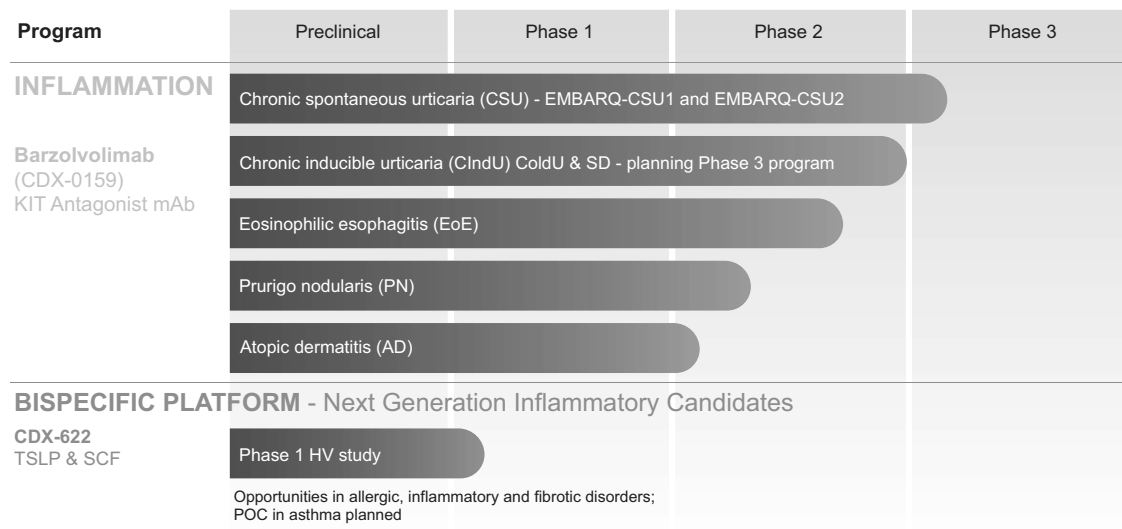 Program Preclinical Phase 1 Phase 2 Phase 3
INFLAMMATION
Chronic spontaneous urticaria (CSU) - EMBARQ-CSU1 and EMBARQ-CSU2
Barzolvolimab
(CDX-0159)
KIT Antagonist mAb
Chronic inducible urticaria (CIndU) ColdU & SD - planning Phase 3 program
Eosinophilic esophagitis (EoE)
Prurigo nodularis (PN)
Atopic dermatitis (AD)
BISPECIFIC PLATFORM - Next Generation Inflammatory Candidates
CDX-622
TSLP & SCF
Phase 1 HV study
Opportunities in allergic, inflammatory and fibrotic disorders;
POC in asthma planned